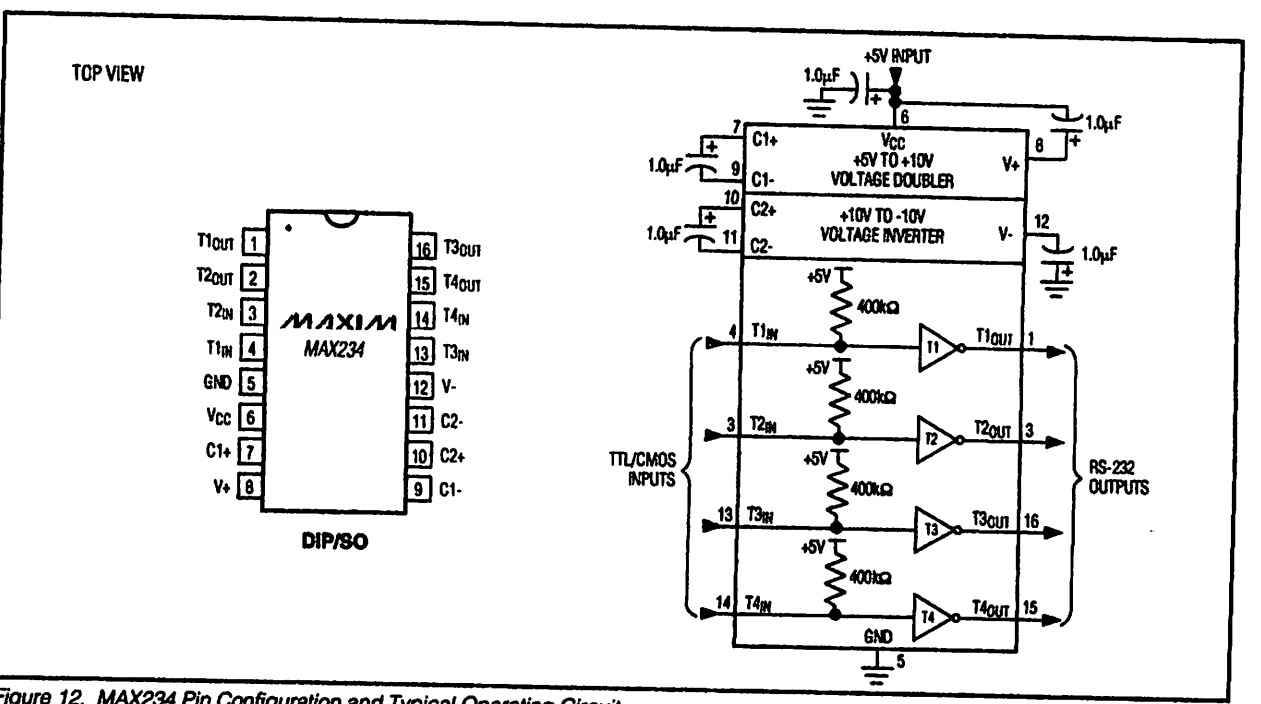 TOP VIEW
T1OUT 1
T2OUT 2
T2IN 3
T1IN 4
GND 5
VCC 6
C1+ 7
V+ 8
MAXIM
MAX234
16 T3OUT
15 T4OUT
14 T4IN
13 T3IN
12 V-
11 C2-
10 C2+
9 C1-
DIP/SO
+5V INPUT
1.0µF
+
6
1.0µF
+
7
C1+
VCC
+5V TO +10V
VOLTAGE DOUBLER
V+
8
1.0µF
+
9
C1-
10
C2+
+10V TO -10V
VOLTAGE INVERTER
V-
12
1.0µF
+
11
C2-
1.0µF
+
+5V
400kΩ
4
T1IN
T1
T1OUT
1
+5V
400kΩ
3
T2IN
T2
T2OUT
3
TTL/CMOS
INPUTS
RS-232
OUTPUTS
+5V
400kΩ
13
T3IN
T3
T3OUT
16
+5V
400kΩ
14
T4IN
T4
T4OUT
15
GND
5
Figure 12. MAX234 Pin Configuration and Typical Operating Circuit